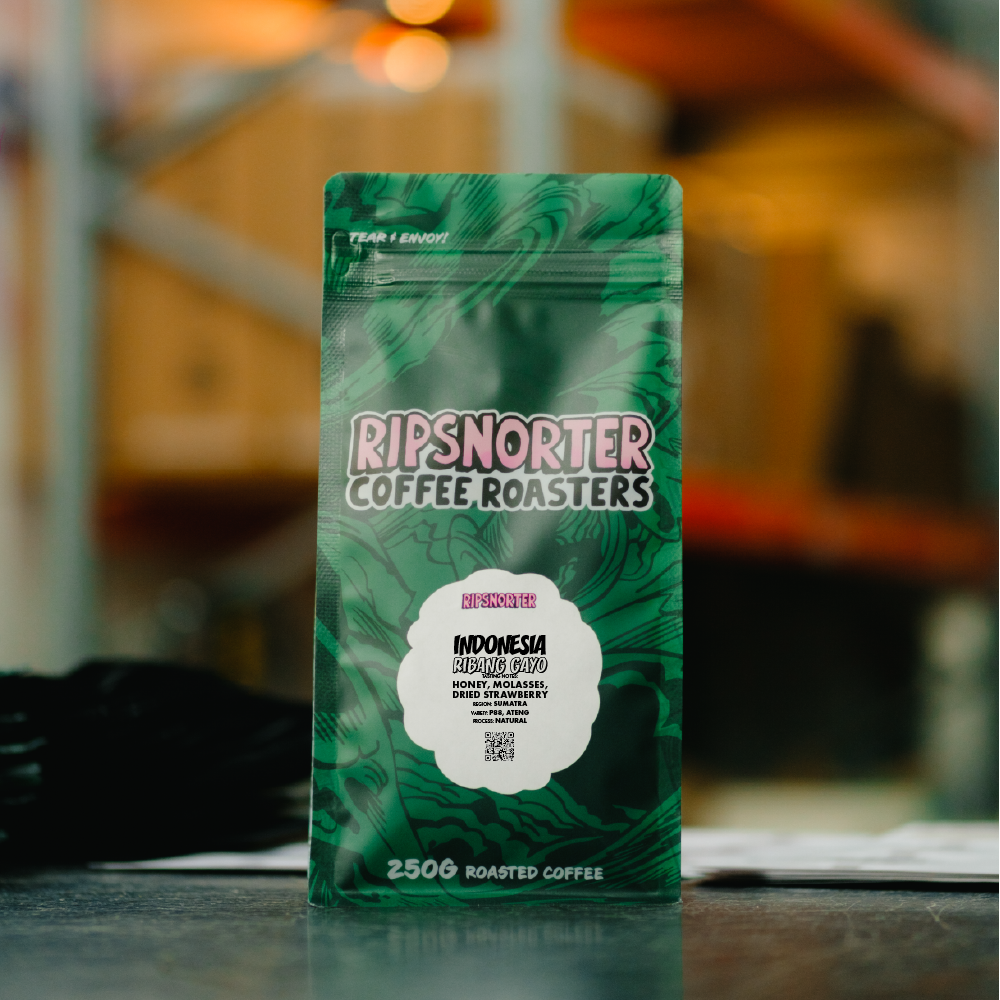 TEAR & ENJOY!
RIPSNORTER
COFFEE ROASTERS
RIPSNORTER
INDONESIA
RIBANG GAYO
TASTING NOTES:
HONEY, MOLASSES,
DRIED STRAWBERRY
REGION: SUMATRA
VARIETY: P88, ATENG
PROCESS: NATURAL
250G ROASTED COFFEE